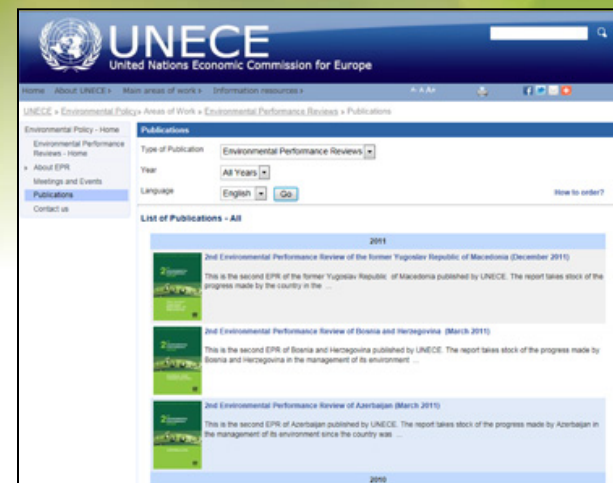 UNECE
United Nations Economic Commission for Europe
Home About UNECE Main areas of work Information resources
UNECE » Environmental Policy » Areas of Work » Environmental Performance Reviews » Publications
Environmental Policy - Home
Environmental Performance
Reviews - Home
About EPR
Meetings and Events
Publications
Contact us
Publications
Type of Publication Environmental Performance Reviews
Year All Years
Language English Go How to order?
List of Publications - All
2011
2nd Environmental Performance Review of the former Yugoslav Republic of Macedonia (December 2011)
This is the second EPR of the former Yugoslav Republic of Macedonia published by UNECE. The report takes stock of the
progress made by the country in the ...
2nd Environmental Performance Review of Bosnia and Herzegovina (March 2011)
This is the second EPR of Bosnia and Herzegovina published by UNECE. The report takes stock of the progress made by
Bosnia and Herzegovina in the management of its environment ...
2nd Environmental Performance Review of Azerbaijan (March 2011)
This is the second EPR of Azerbaijan published by UNECE. The report takes stock of the progress made by Azerbaijan in
the management of its environment since the country was ...
2010